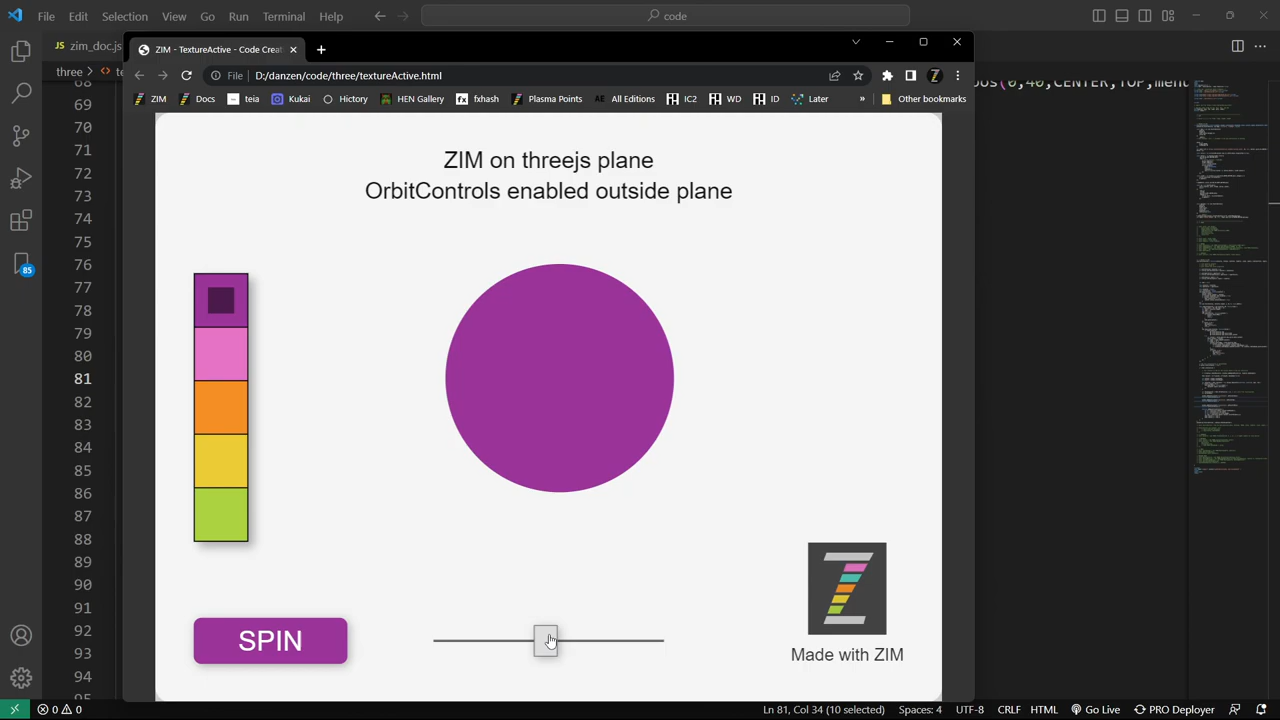 File Edit Selection View Go Run Terminal Help
code
zim_doc.js
ZIM - TextureActive - Code Creat
three
File D:/danzen/code/three/textureActive.html
ZIM Docs teia Kukai Hictory HEN Gallery Plasma Points All Editions IC2 WD Later » Other bookmarks
69
70
71
72
73
74
75
76
77
78
79
80
81
82
83
84
85
86
87
88
89
90
91
92
93
94
ZIM on threejs plane
OrbitControls enabled outside plane
SPIN
Made with ZIM
85
0 0
Ln 81, Col 34 (10 selected) Spaces: 4 UTF-8 CRLF HTML Go Live PRO Deployer